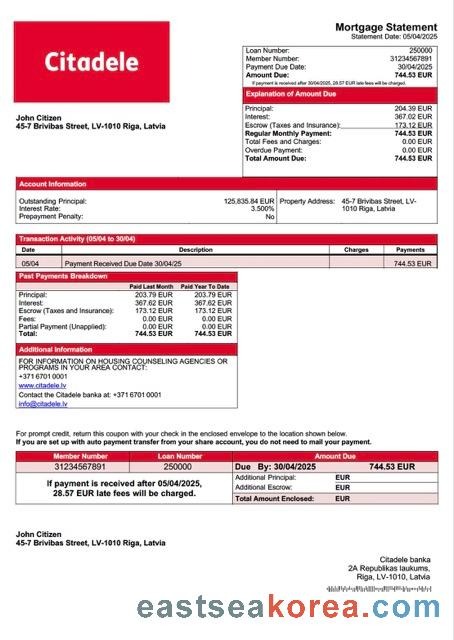 Citadele
Mortgage Statement
Statement Date: 05/04/2025
Loan Number: 250000
Member Number: 31234567891
Payment Due Date: 30/04/2025
Amount Due: 744.53 EUR
If payment is received after 30/04/2025, 28.57 EUR late fees will be charged.
Explanation of Amount Due
Principal: 204.39 EUR
Interest: 367.02 EUR
Escrow (Taxes and Insurance): 173.12 EUR
Regular Monthly Payment: 744.53 EUR
Total Fees and Charges: 0.00 EUR
Overdue Payment: 0.00 EUR
Total Amount Due: 744.53 EUR
John Citizen
45-7 Brivibas Street, LV-1010 Riga, Latvia
Account Information
Outstanding Principal: 125,835.84 EUR
Interest Rate: 3.500%
Prepayment Penalty: No
Property Address: 45-7 Brivibas Street, LV-
1010 Riga, Latvia
Transaction Activity (05/04 to 30/04)
Date Description Charges Payments
05/04 Payment Received Due Date 30/04/25 744.53 EUR
Past Payments Breakdown
Paid Last Month Paid Year To Date
Principal: 203.79 EUR 203.79 EUR
Interest: 367.62 EUR 367.62 EUR
Escrow (Taxes and Insurance): 173.12 EUR 173.12 EUR
Fees: 0.00 EUR 0.00 EUR
Partial Payment (Unapplied): 0.00 EUR 0.00 EUR
Total: 744.53 EUR 744.53 EUR
Additional Information
FOR INFORMATION ON HOUSING COUNSELING AGENCIES OR
PROGRAMS IN YOUR AREA CONTACT:
+371 6701 0001
www.citadele.lv
Contact the Citadele banka at: +371 6701 0001
info@citadele.lv
For prompt credit, return this coupon with your check in the enclosed envelope to the location shown below.
If you are set up with auto payment transfer from your share account, you do not need to mail your payment.
Member Number Loan Number Amount Due
31234567891 250000 Due By: 30/04/2025 744.53 EUR
If payment is received after 05/04/2025,
28.57 EUR late fees will be charged.
Additional Principal: EUR
Additional Escrow: EUR
Total Amount Enclosed: EUR
John Citizen
45-7 Brivibas Street, LV-1010 Riga, Latvia
Citadele banka
2A Republikas laukums,
Riga, LV-1010, Latvia
eastseakorea.com